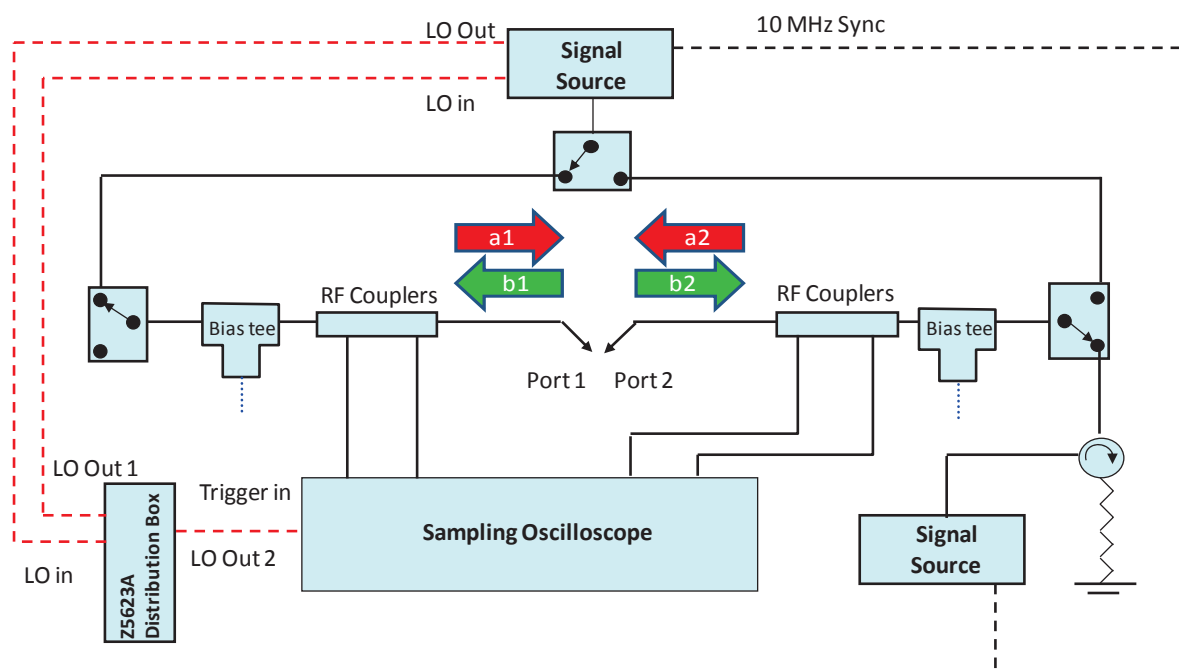 LO Out
Signal
Source
10 MHz Sync
LO in
a1
a2
b1
b2
RF Couplers
RF Couplers
Bias tee
Bias tee
Port 1
Port 2
LO Out 1
Trigger in
Sampling Oscilloscope
LO Out 2
LO in
Z5623A
Distribution Box
Signal
Source